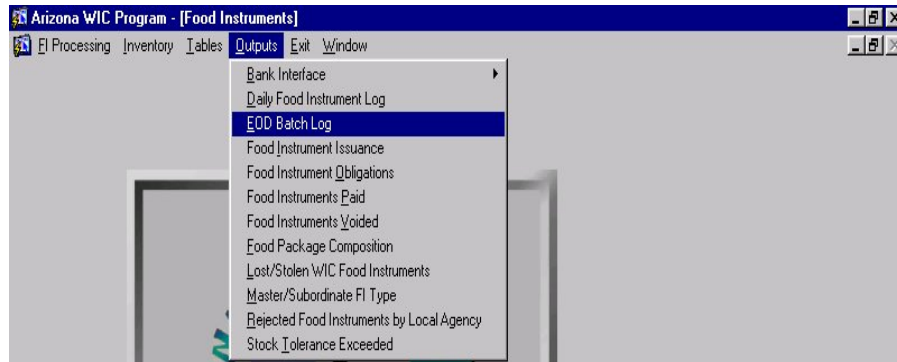 Arizona WIC Program - [Food Instruments]
FI Processing Inventory Tables Outputs Exit Window
Bank Interface
Daily Food Instrument Log
EOD Batch Log
Food Instrument Issuance
Food Instrument Obligations
Food Instruments Paid
Food Instruments Voided
Food Package Composition
Lost/Stolen WIC Food Instruments
Master/Subordinate FI Type
Rejected Food Instruments by Local Agency
Stock Tolerance Exceeded